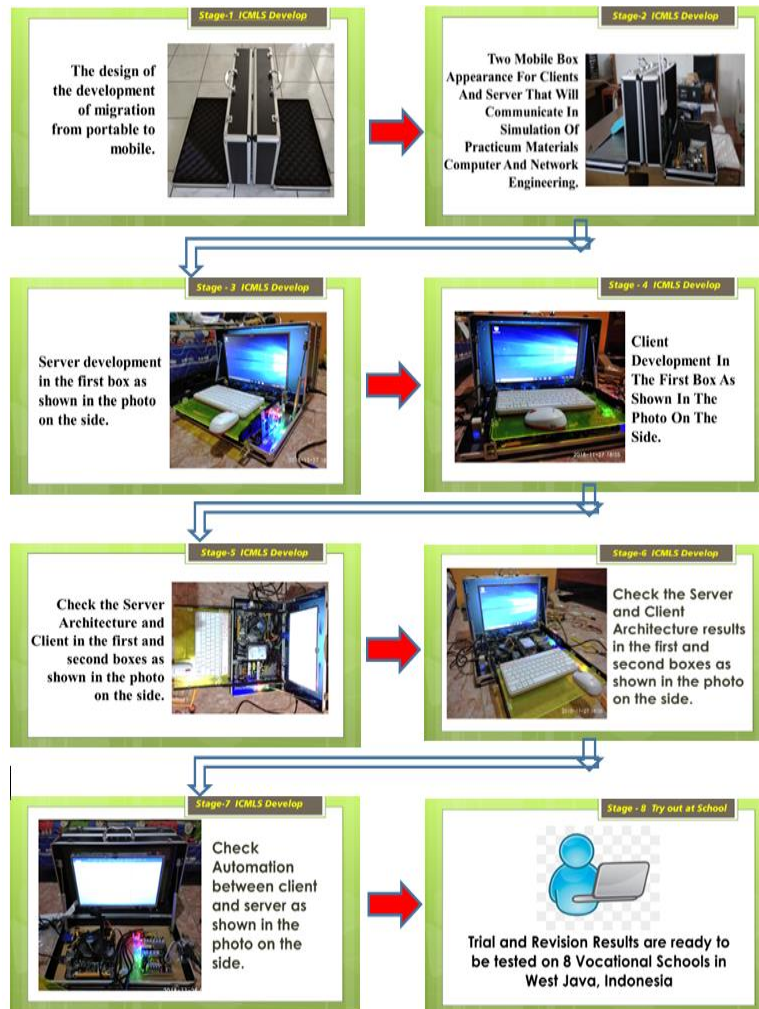 Stage-1 ICMLS Develop
The design of
the development
of migration
from portable to
mobile.
Stage-2 ICMLS Develop
Two Mobile Box
Appearance For Clients
And Server That Will
Communicate In
Simulation Of
Practicum Materials
Computer And Network
Engineering.
Stage - 3 ICMLS Develop
Server development
in the first box as
shown in the photo
on the side.
Stage - 4 ICMLS Develop
Client
Development In
The First Box As
Shown In The
Photo On The
Side.
Stage-5 ICMLS Develop
Check the Server
Architecture and
Client in the first and
second boxes as
shown in the photo
on the side.
Stage-6 ICMLS Develop
Check the Server
and Client
Architecture results
in the first and
second boxes as
shown in the photo
on the side.
Stage-7 ICMLS Develop
Check
Automation
between client
and server as
shown in the
photo on the
side.
Stage - 8 Try out at School
Trial and Revision Results are ready to
be tested on 8 Vocational Schools in
West Java, Indonesia